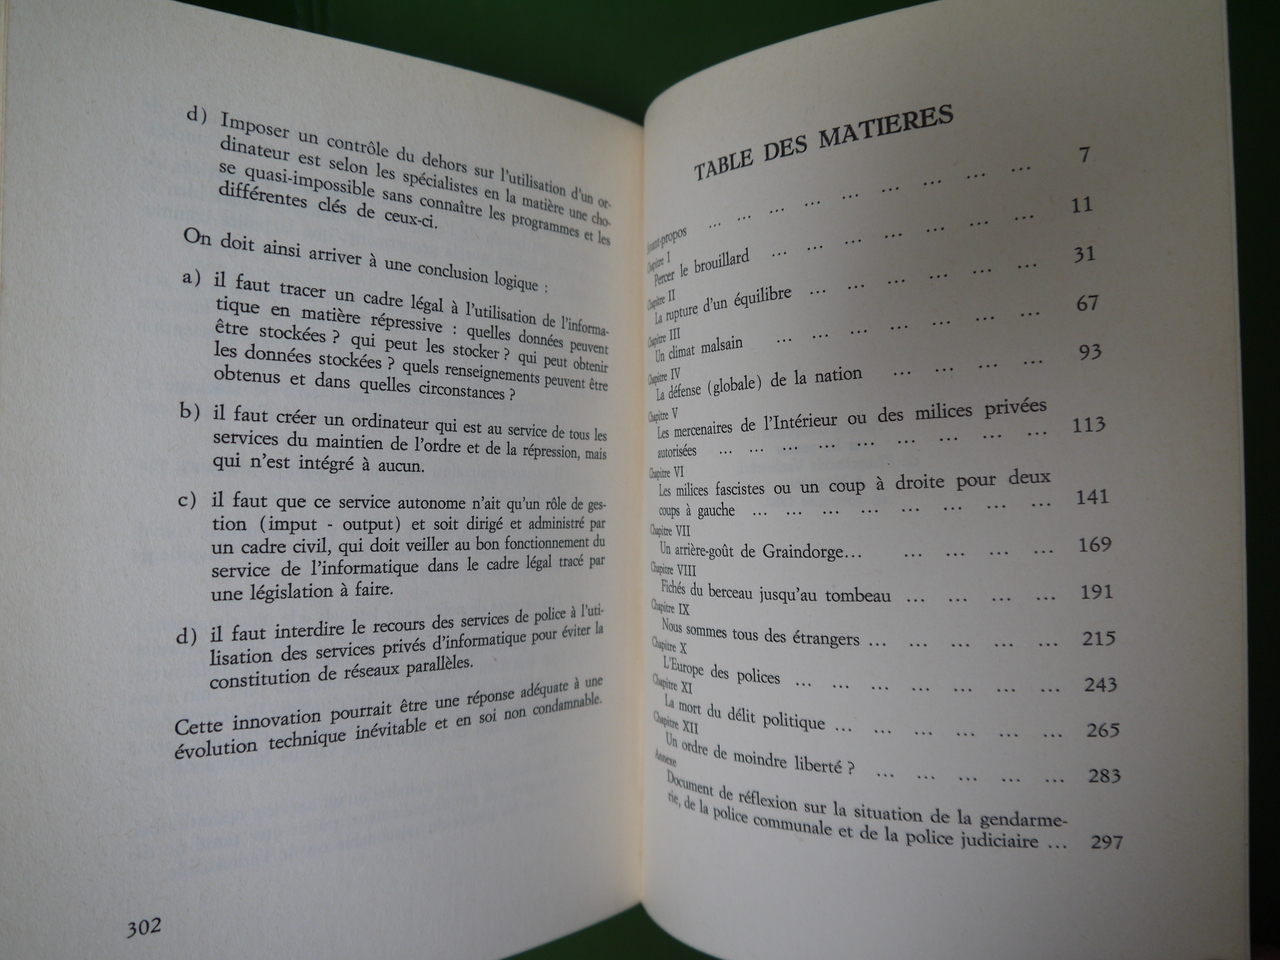 d) Imposer un contrôle du dehors sur l'utilisation d'un or-
dinateur est selon les spécialistes en la matière une cho-
se quasi-impossible sans connaître les programmes et les
différentes clés de ceux-ci.
On doit ainsi arriver à une conclusion logique :
a) il faut tracer un cadre légal à l'utilisation de l'informa-
tique en matière répressive : quelles données peuvent
être stockées ? qui peut les stocker ? qui peut obtenir
les données stockées ? quels renseignements peuvent être
obtenus et dans quelles circonstances ?
b) il faut créer un ordinateur qui est au service de tous les
services du maintien de l'ordre et de la répression, mais
qui n'est intégré à aucun.
c) il faut que ce service autonome n'ait qu'un rôle de ges-
tion (imput - output) et soit dirigé et administré par
un cadre civil, qui doit veiller au bon fonctionnement du
service de l'informatique dans le cadre légal tracé par
une législation à faire.
d) il faut interdire le recours des services de police à l'uti-
lisation des services privés d'informatique pour éviter la
constitution de réseaux parallèles.
Cette innovation pourrait être une réponse adéquate à une
évolution technique inévitable et en soi non condamnable.
302
TABLE DES MATIERES
Avant-propos ... ... ... ... ... ... ... ... 7
Chapitre I
Percer le brouillard ... ... ... ... ... ... ... 11
Chapitre II
La rupture d'un équilibre ... ... ... ... ... ... 31
Chapitre III
Un climat malsain ... ... ... ... ... ... ... 67
Chapitre IV
La défense (globale) de la nation ... ... ... ... 93
Chapitre V
Les mercenaires de l'Intérieur ou des milices privées
autorisées ... ... ... ... ... ... ... ... ... 113
Chapitre VI
Les milices fascistes ou un coup à droite pour deux
coups à gauche ... ... ... ... ... ... ... ... 141
Chapitre VII
Un arrière-goût de Graindorge... ... ... ... ... 169
Chapitre VIII
Fichés du berceau jusqu'au tombeau ... ... ... ... 191
Chapitre IX
Nous sommes tous des étrangers ... ... ... ... ... 215
Chapitre X
L'Europe des polices ... ... ... ... ... ... ... 243
Chapitre XI
La mort du délit politique ... ... ... ... ... ... 265
Chapitre XII
Un ordre de moindre liberté ? ... ... ... ... ... 283
Annexe
Document de réflexion sur la situation de la gendarme-
rie, de la police communale et de la police judiciaire ... 297